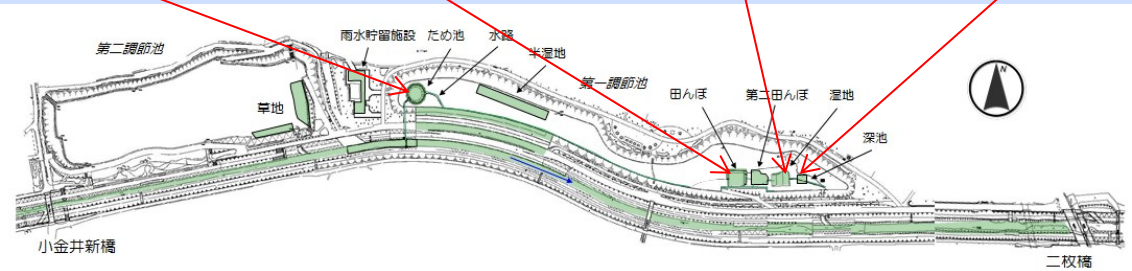 第二調節池
雨水貯留施設
ため池
水路
半湿地
第一調節池
草地
田んぼ
第二田んぼ
湿地
深池
N
小金井新橋
二枚橋